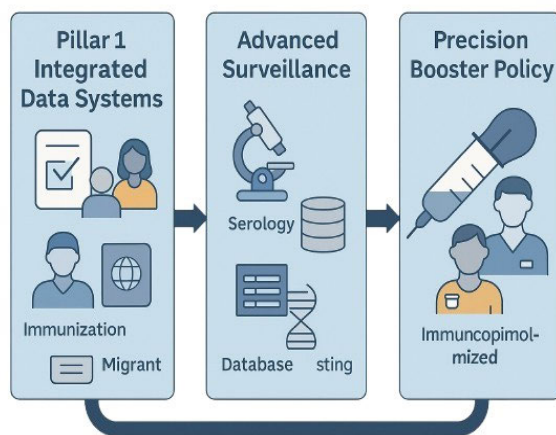 Pillar 1
Integrated
Data Systems
Immunization
Migrant
Advanced
Surveillance
Serology
Database sting
Precision
Booster Policy
Immuncopimol-
mized